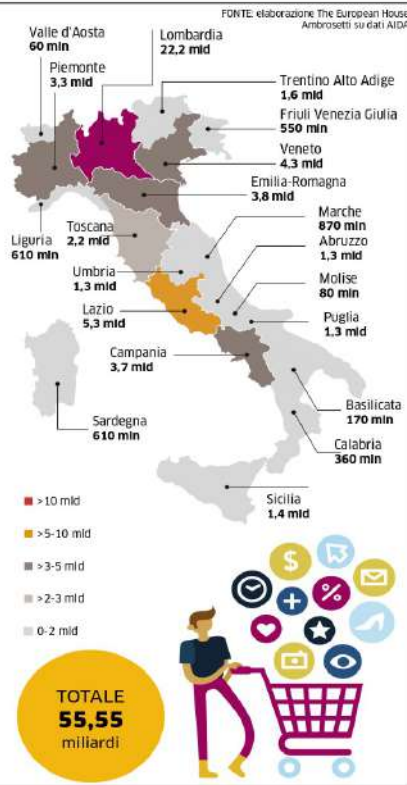 FONTE: elaborazione The European House
Ambrosetti su dati AIDA
Valle d'Aosta
60 mln
Lombardia
22,2 mld
Piemonte
3,3 mld
Trentino Alto Adige
1,6 mld
Friuli Venezia Giulia
550 mln
Veneto
4,3 mld
Emilia-Romagna
3,8 mld
Marche
870 mln
Liguria
610 mln
Toscana
2,2 mld
Abruzzo
1,3 mld
Umbria
1,3 mld
Molise
80 mln
Lazio
5,3 mld
Puglia
1,3 mld
Campania
3,7 mld
Basilicata
170 mln
Sardegna
610 mln
Calabria
360 mln
Sicilia
1,4 mld
>10 mld
>5-10 mld
>3-5 mld
>2-3 mld
0-2 mld
$
%
TOTALE
55,55
miliardi